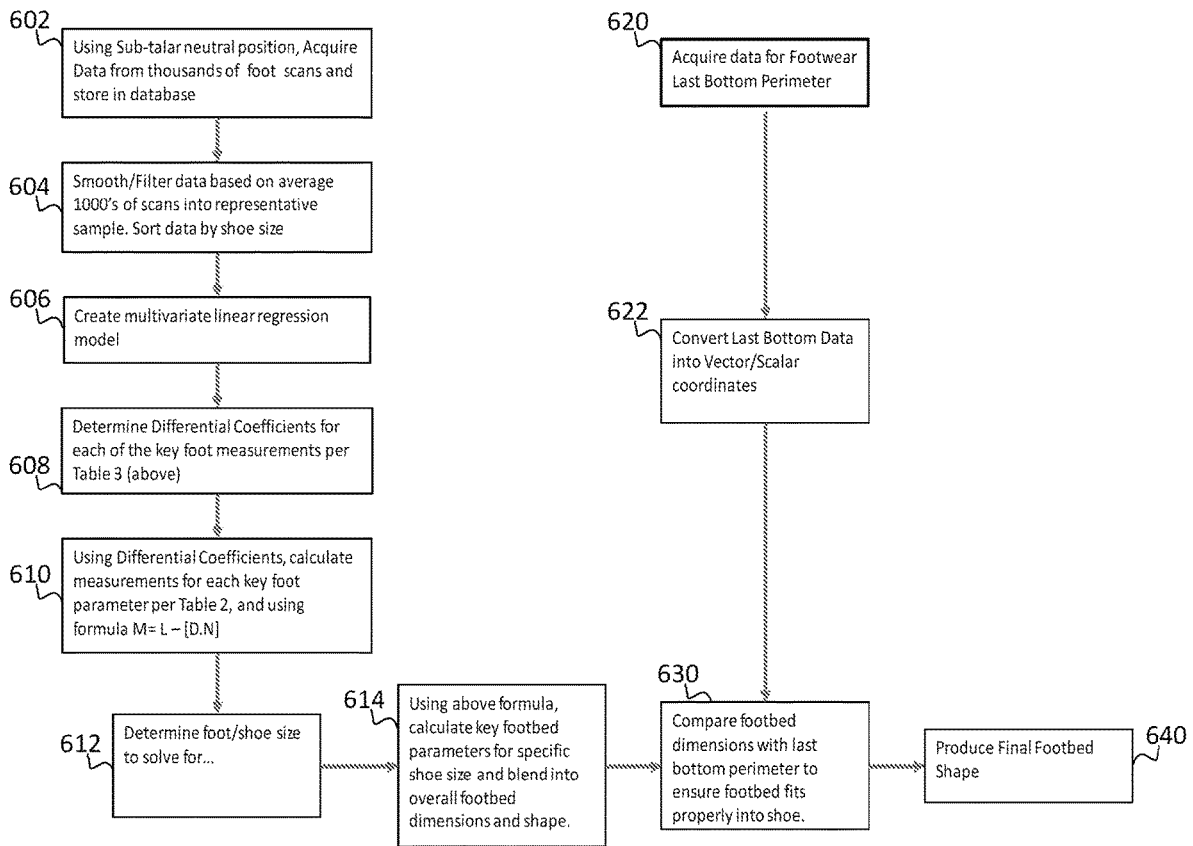 602
Using Sub-talar neutral position, Acquire
Data from thousands of foot scans and
store in database
604
Smooth/Filter data based on average
1000's of scans into representative
sample. Sort data by shoe size
606
Create multivariate linear regression
model
608
Determine Differential Coefficients for
each of the key foot measurements per
Table 3 (above)
610
Using Differential Coefficients, calculate
measurements for each key foot
parameter per Table 2, and using
formula M= L – [D.N]
612
Determine foot/shoe size
to solve for...
614
Using above formula,
calculate key footbed
parameters for specific
shoe size and blend into
overall footbed
dimensions and shape.
620
Acquire data for Footwear
Last Bottom Perimeter
622
Convert Last Bottom Data
into Vector/Scalar
coordinates
630
Compare footbed
dimensions with last
bottom perimeter to
ensure footbed fits
properly into shoe.
640
Produce Final Footbed
Shape